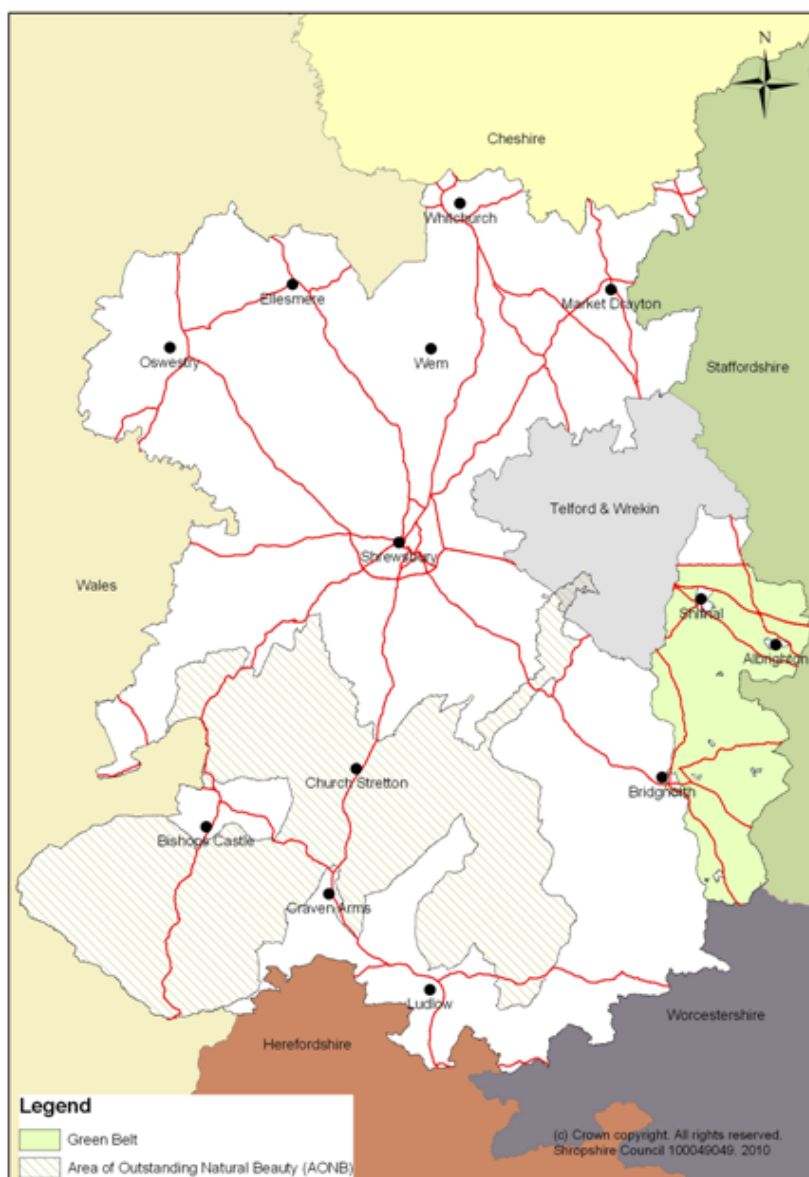 N
Cheshire
Whitchurch
Ellesmere
Market Drayton
Oswestry
Wem
Staffordshire
Telford & Wrekin
Shrewsbury
Wales
Shifnal
Albrighton
Church Stretton
Bridgnorth
Bishops Castle
Craven Arms
Ludlow
Worcestershire
Herefordshire
Legend
Green Belt
Area of Outstanding Natural Beauty (AONB)
(c) Crown copyright. All rights reserved.
Shropshire Council 100049049. 2010